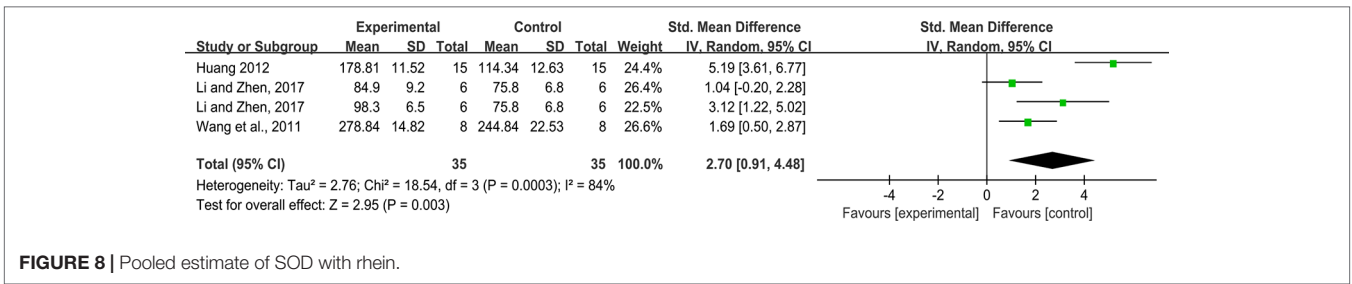 Experimental Control Std. Mean Difference Std. Mean Difference
Study or Subgroup Mean SD Total Mean SD Total Weight IV, Random, 95% CI IV, Random, 95% CI
Huang 2012 178.81 11.52 15 114.34 12.63 15 24.4% 5.19 [3.61, 6.77]
Li and Zhen, 2017 84.9 9.2 6 75.8 6.8 6 26.4% 1.04 [-0.20, 2.28]
Li and Zhen, 2017 98.3 6.5 6 75.8 6.8 6 22.5% 3.12 [1.22, 5.02]
Wang et al., 2011 278.84 14.82 8 244.84 22.53 8 26.6% 1.69 [0.50, 2.87]
Total (95% CI) 35 35 100.0% 2.70 [0.91, 4.48]
Heterogeneity: Tau² = 2.76; Chi² = 18.54, df = 3 (P = 0.0003); I² = 84%
Test for overall effect: Z = 2.95 (P = 0.003)
-4 -2 0 2 4
Favours [experimental] Favours [control]
FIGURE 8 | Pooled estimate of SOD with rhein.